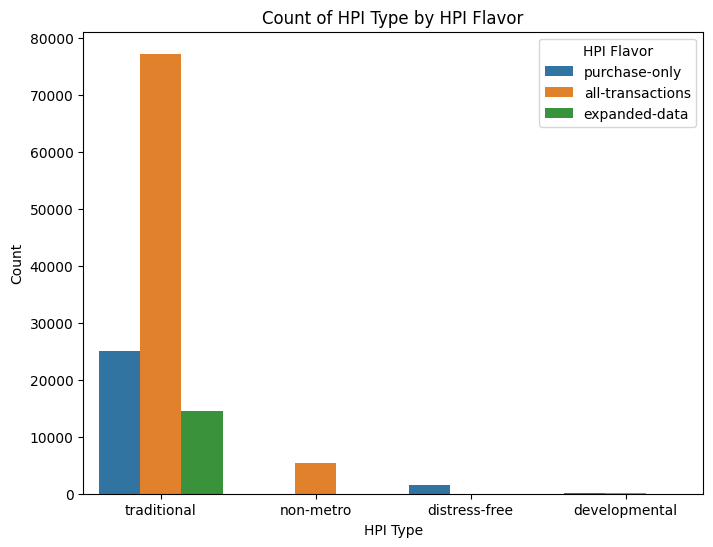 Count of HPI Type by HPI Flavor
HPI Flavor
purchase-only
all-transactions
expanded-data
Count
80000
70000
60000
50000
40000
30000
20000
10000
0
traditional
non-metro
distress-free
developmental
HPI Type